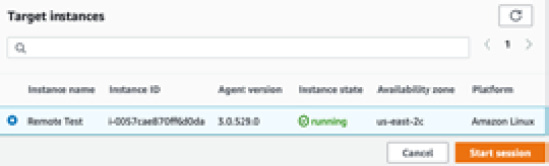 Target instances
1
Instance name Instance ID Agent version Instance state Availability zone Platform
Remote Test i-0057cae870ff6d0da 3.0.529.0 running us-east-2c Amazon Linux
Cancel Start session